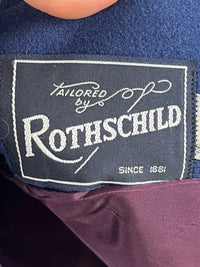 TAILORED
by
ROTHSCHILD
SINCE 1881